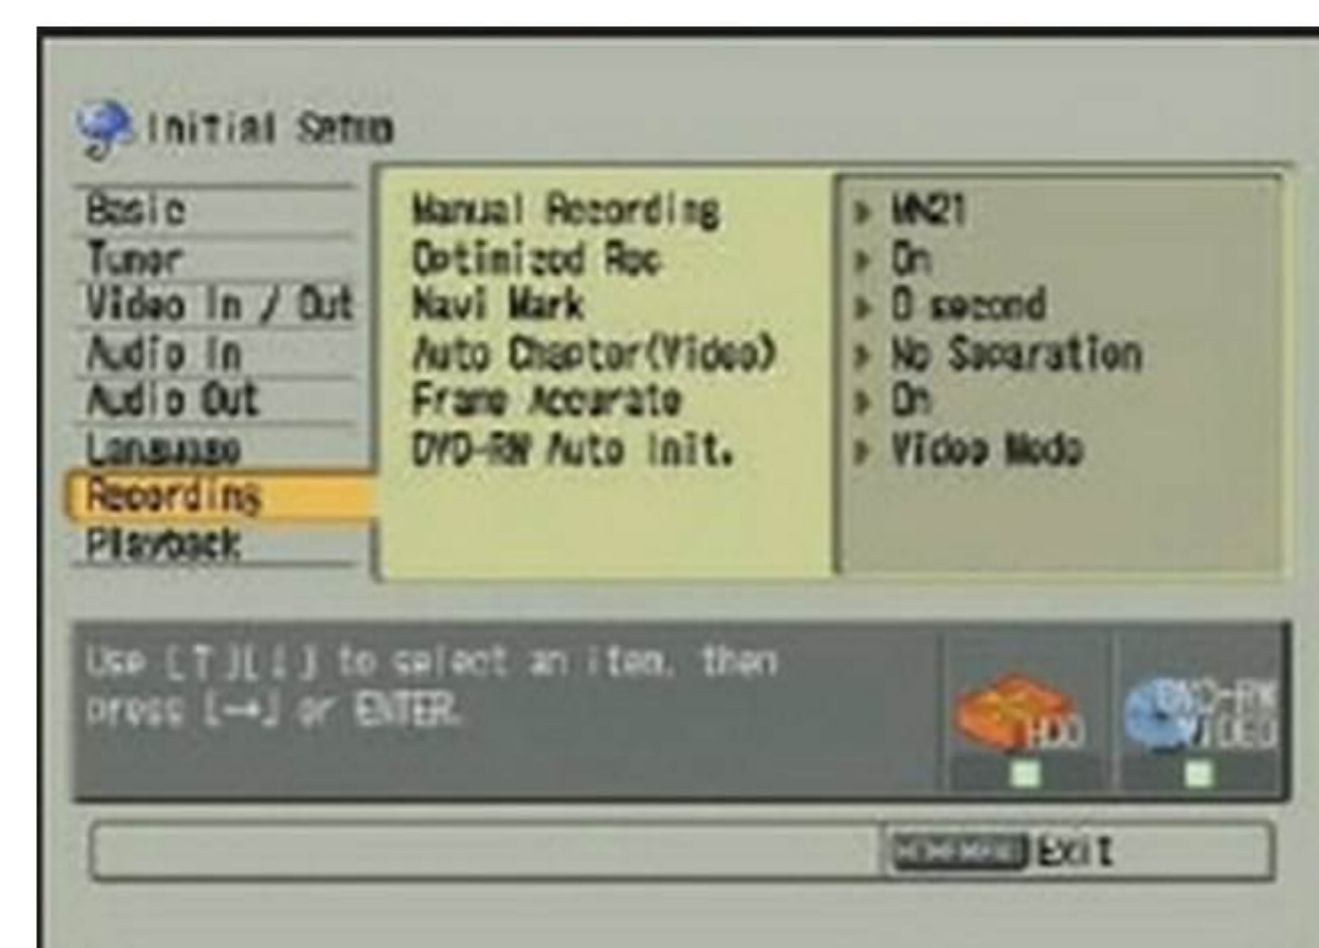 Initial Setup
Basic
Tuner
Video In / Out
Audio In
Audio Out
Language
Recording
Playback
Manual Recording
Optimized Rec
Navi Mark
Auto Chapter(Video)
Frame Accurate
DVD-RW Auto Init.
MN21
On
0 second
No Separation
On
Video Mode
Use [↑][↓] to select an item, then
press [→] or ENTER.
HDD
DVD-RW
VIDEO
Exit